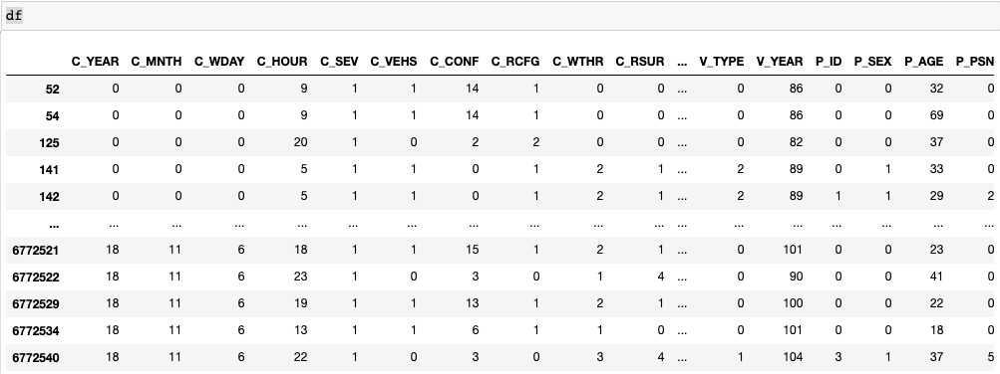 df
C_YEAR C_MNTH C_WDAY C_HOUR C_SEV C_VEHS C_CONF C_RCFG C_WTHR C_RSUR ... V_TYPE V_YEAR P_ID P_SEX P_AGE P_PSN
52 0 0 0 9 1 1 14 1 0 0 ... 0 86 0 0 32 0
54 0 0 0 9 1 1 14 1 0 0 ... 0 86 0 0 69 0
125 0 0 0 20 1 0 2 2 0 0 ... 0 82 0 0 37 0
141 0 0 0 5 1 1 0 1 2 1 ... 2 89 0 1 33 0
142 0 0 0 5 1 1 0 1 2 1 ... 2 89 1 1 29 2
... ... ... ... ... ... ... ... ... ... ... ... ... ... ... ... ... ...
6772521 18 11 6 18 1 1 15 1 2 1 ... 0 101 0 0 23 0
6772522 18 11 6 23 1 0 3 0 1 4 ... 0 90 0 0 41 0
6772529 18 11 6 19 1 1 13 1 2 1 ... 0 100 0 0 22 0
6772534 18 11 6 13 1 1 6 1 1 0 ... 0 101 0 0 18 0
6772540 18 11 6 22 1 0 3 0 3 4 ... 1 104 3 1 37 5